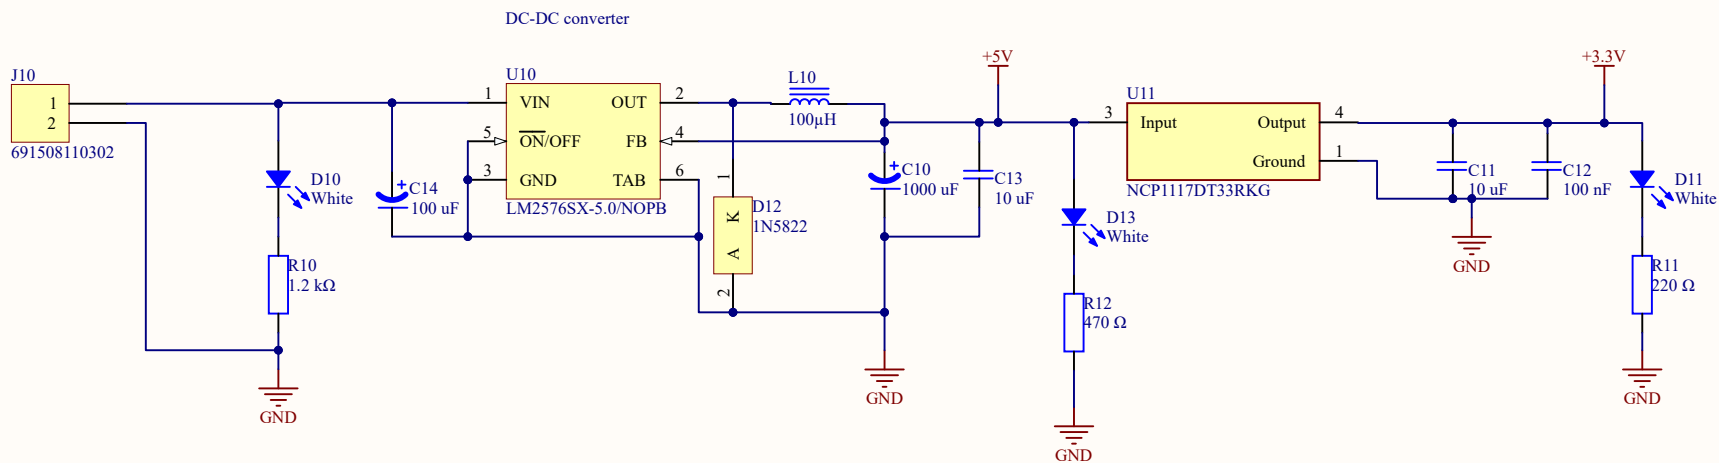 DC-DC converter
J10
1
2
691508110302
D10
White
R10
1.2 kΩ
GND
C14
100 uF
U10
1 VIN OUT 2
5 ON/OFF FB 4
3 GND TAB 6
LM2576SX-5.0/NOPB
L10
100µH
1
K
A
2
D12
1N5822
C10
1000 uF
GND
C13
10 uF
+5V
D13
White
R12
470 Ω
GND
U11
3 Input Output 4
Ground 1
NCP1117DT33RKG
C11
10 uF
C12
100 nF
GND
+3.3V
D11
White
R11
220 Ω
GND